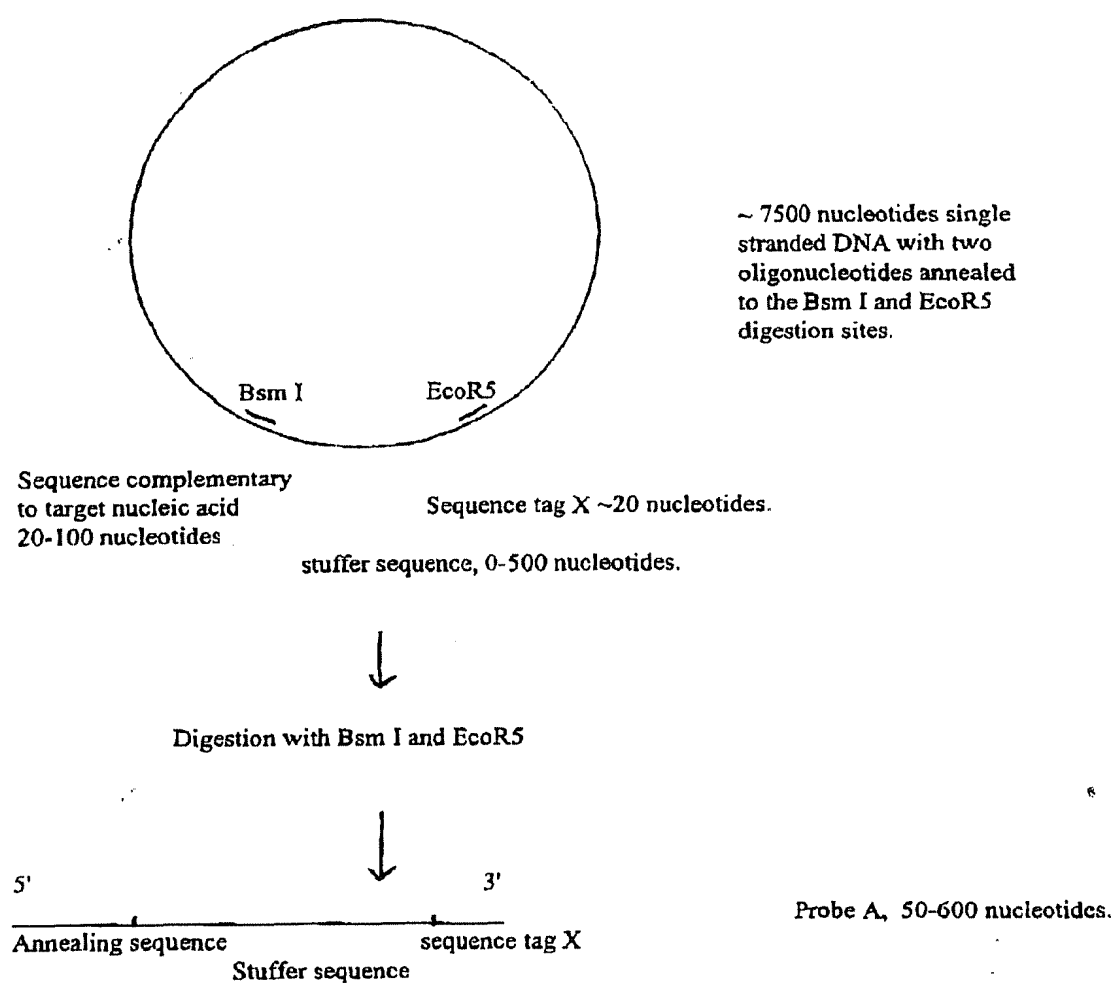 ~ 7500 nucleotides single
stranded DNA with two
oligonucleotides annealed
to the Bsm I and EcoR5
digestion sites.
Bsm I
EcoR5
Sequence complementary
to target nucleic acid
20-100 nucleotides
Sequence tag X ~20 nucleotides.
stuffer sequence, 0-500 nucleotides.
Digestion with Bsm I and EcoR5
5'
3'
Probe A, 50-600 nucleotides.
Annealing sequence
sequence tag X
Stuffer sequence